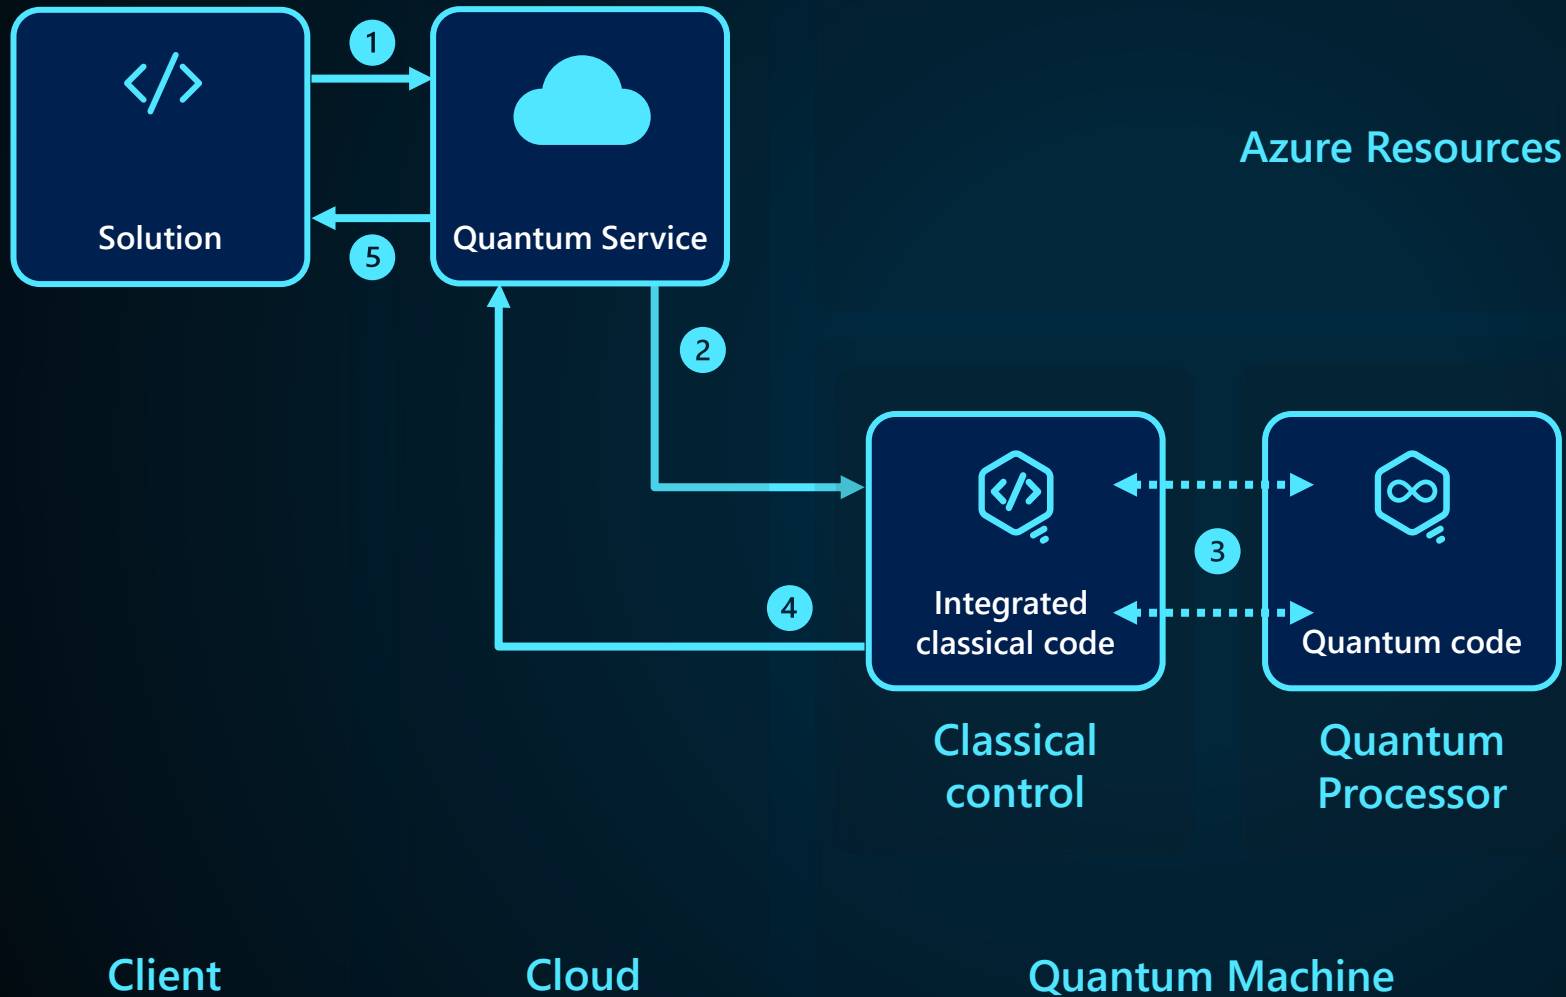 1
Azure Resources
Solution
5
Quantum Service
2
3
4
Integrated
classical code
Quantum code
Classical
control
Quantum
Processor
Client
Cloud
Quantum Machine